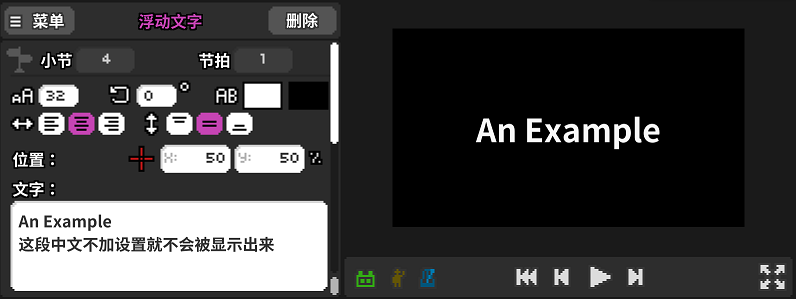 菜单
浮动文字
删除
小节 4 节拍 1
AA 32 0° AB
位置： X: 50 Y: 50 %
文字：
An Example
这段中文不加设置就不会被显示出来
An Example